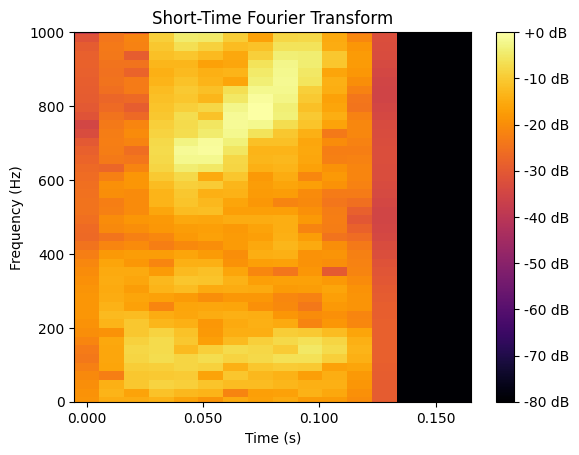 Short-Time Fourier Transform
1000
800
600
400
200
0
Frequency (Hz)
0.000
0.050
0.100
0.150
Time (s)
+0 dB
-10 dB
-20 dB
-30 dB
-40 dB
-50 dB
-60 dB
-70 dB
-80 dB